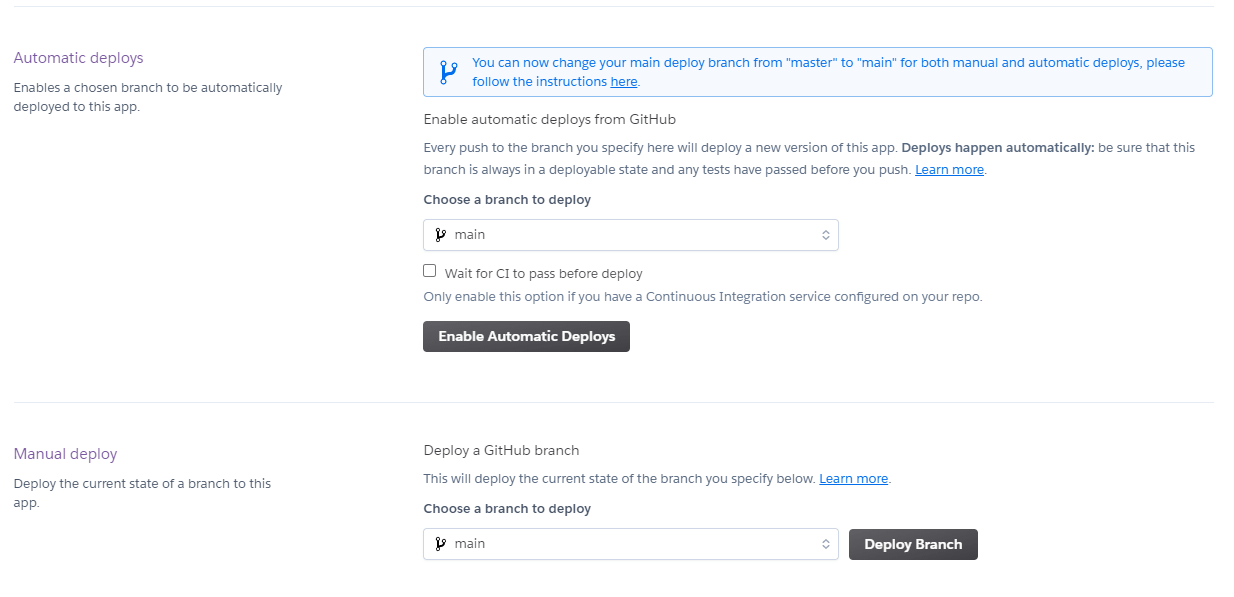 Automatic deploys
Enables a chosen branch to be automatically
deployed to this app.
You can now change your main deploy branch from "master" to "main" for both manual and automatic deploys, please
follow the instructions here.
Enable automatic deploys from GitHub
Every push to the branch you specify here will deploy a new version of this app. Deploys happen automatically: be sure that this
branch is always in a deployable state and any tests have passed before you push. Learn more.
Choose a branch to deploy
main
Wait for CI to pass before deploy
Only enable this option if you have a Continuous Integration service configured on your repo.
Enable Automatic Deploys
Manual deploy
Deploy the current state of a branch to this
app.
Deploy a GitHub branch
This will deploy the current state of the branch you specify below. Learn more.
Choose a branch to deploy
main
Deploy Branch